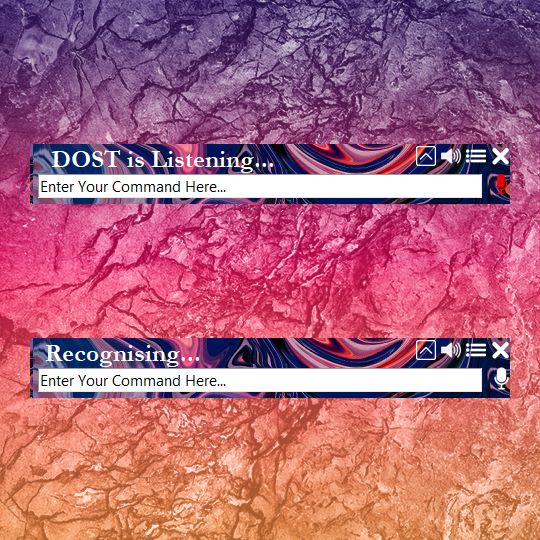 DOST is Listening...
Enter Your Command Here...
Recognising...
Enter Your Command Here...